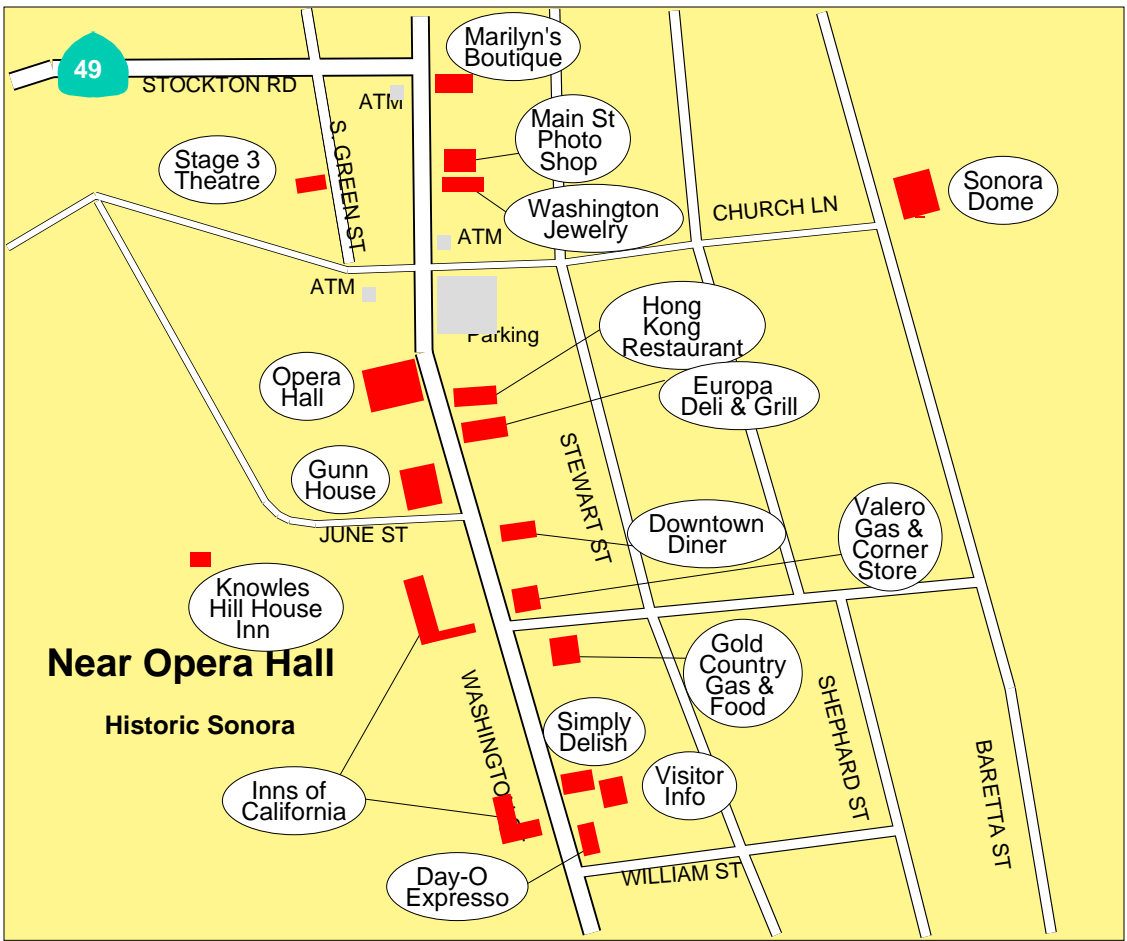 Marilyn's
Boutique
49
STOCKTON RD
ATM
Main St
Photo
Shop
S. GREEN ST
Stage 3
Theatre
Sonora
Dome
Washington
Jewelry
CHURCH LN
ATM
ATM
Parking
Hong
Kong
Restaurant
Opera
Hall
Europa
Deli & Grill
STEWART ST
Gunn
House
Valero
Gas &
Corner
Store
Downtown
Diner
JUNE ST
Knowles
Hill House
Inn
Near Opera Hall
Gold
Country
Gas &
Food
Historic Sonora
WASHINGTON ST
SHEPHARD ST
Simply
Delish
BARETTA ST
Visitor
Info
Inns of
California
Day-O
Expresso
WILLIAM ST